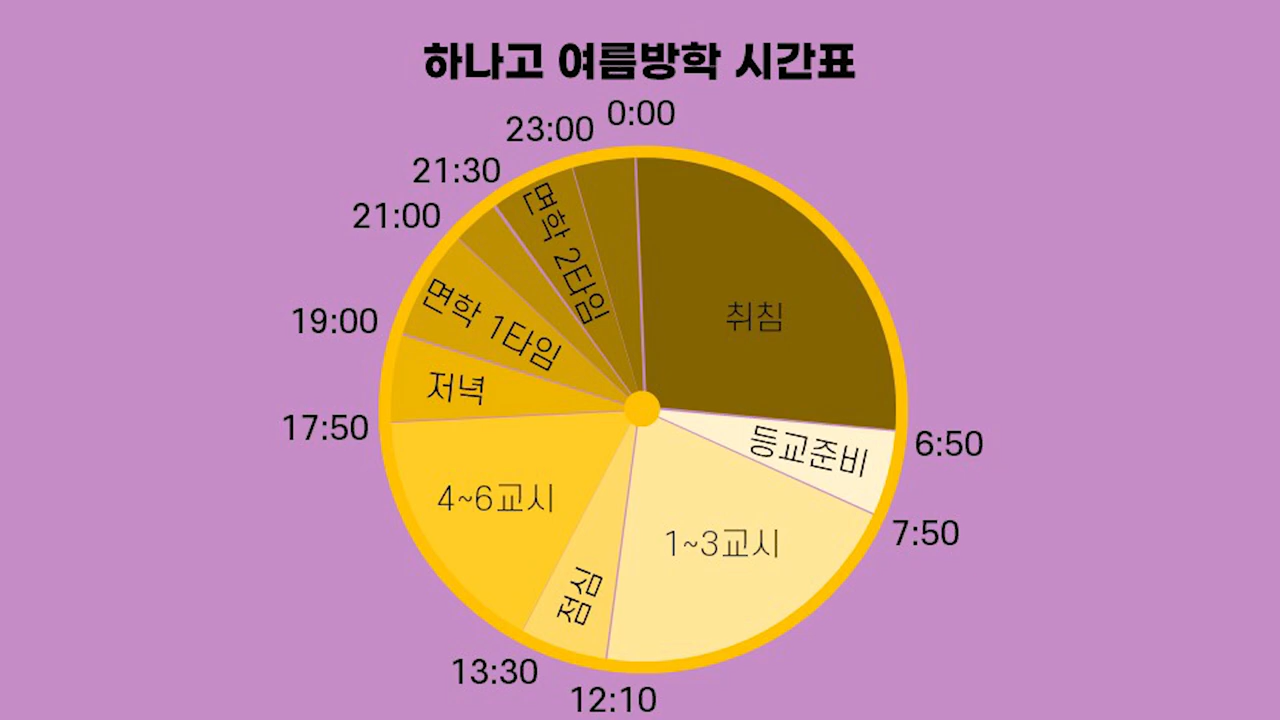 하나고 여름방학 시간표
0:00
23:00
21:30
21:00
19:00
17:50
13:30
12:10
7:50
6:50
취침
등교준비
1~3교시
점심
4~6교시
저녁
면학 1타임
면학 2타임